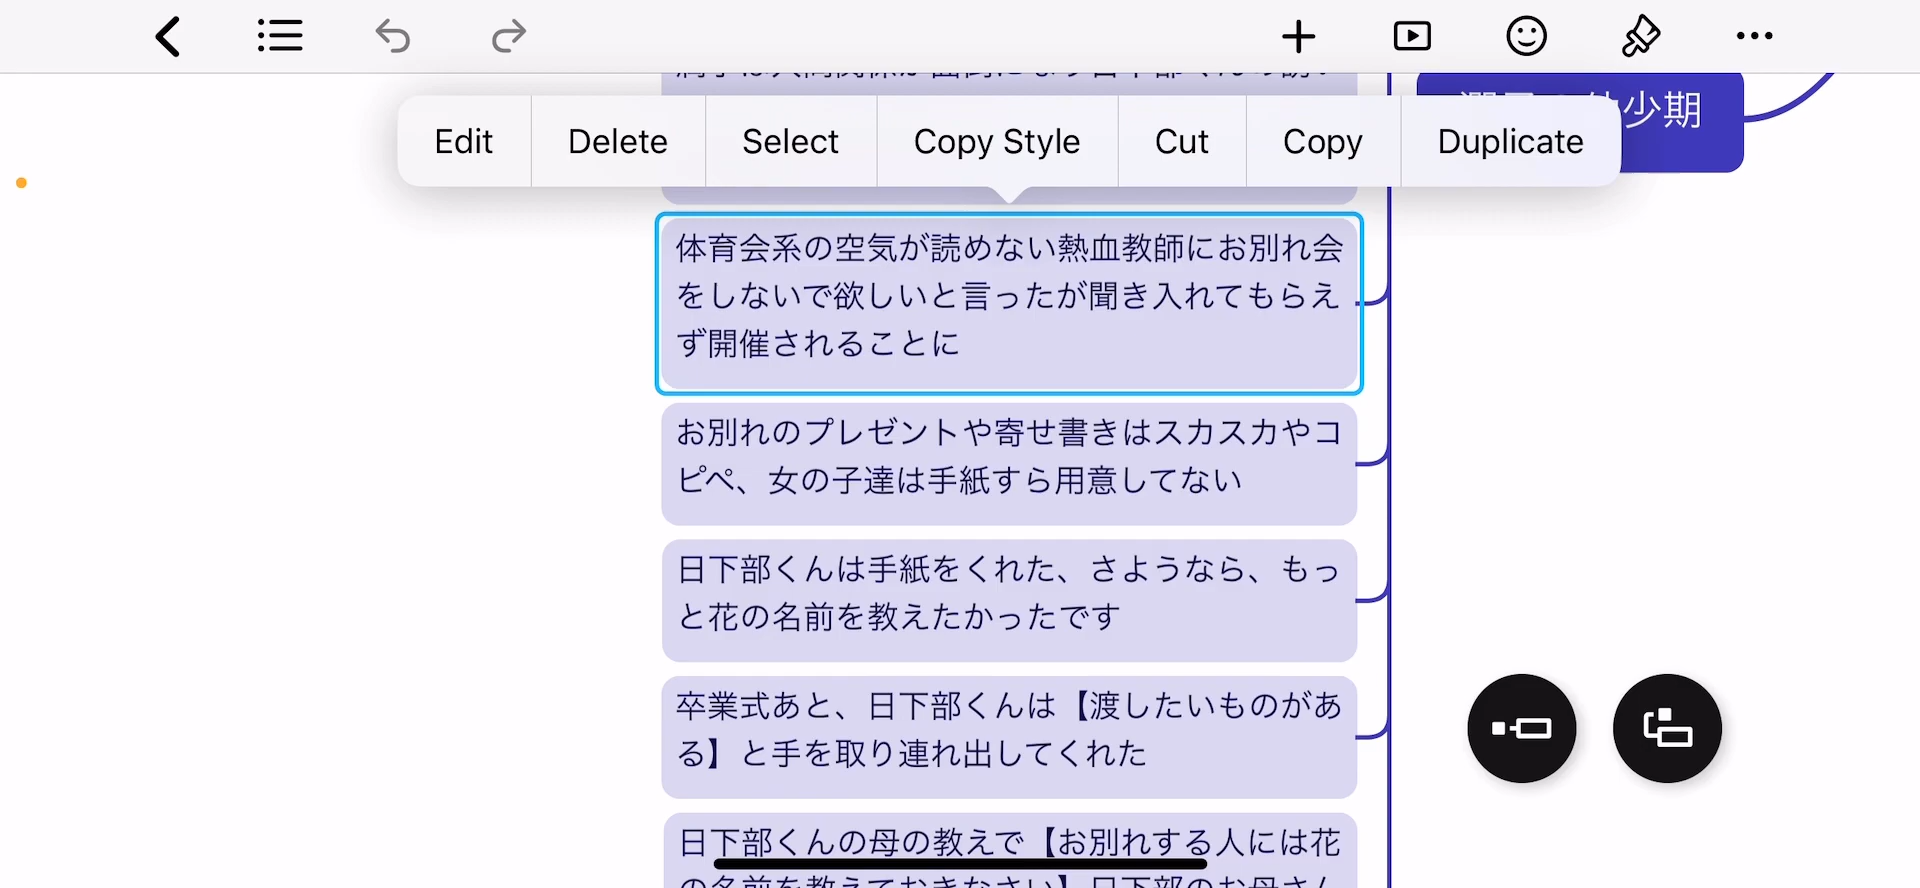 少期
Edit
Delete
Select
Copy Style
Cut
Copy
Duplicate
体育会系の空気が読めない熱血教師にお別れ会
をしないで欲しいと言ったが聞き入れてもらえ
ず開催されることに
お別れのプレゼントや寄せ書きはスカスカやコ
ピペ、女の子達は手紙すら用意してない
日下部くんは手紙をくれた、さようなら、もっ
と花の名前を教えたかったです
卒業式あと、日下部くんは【渡したいものがあ
る】と手を取り連れ出してくれた
日下部くんの母の教えで【お別れする人には花